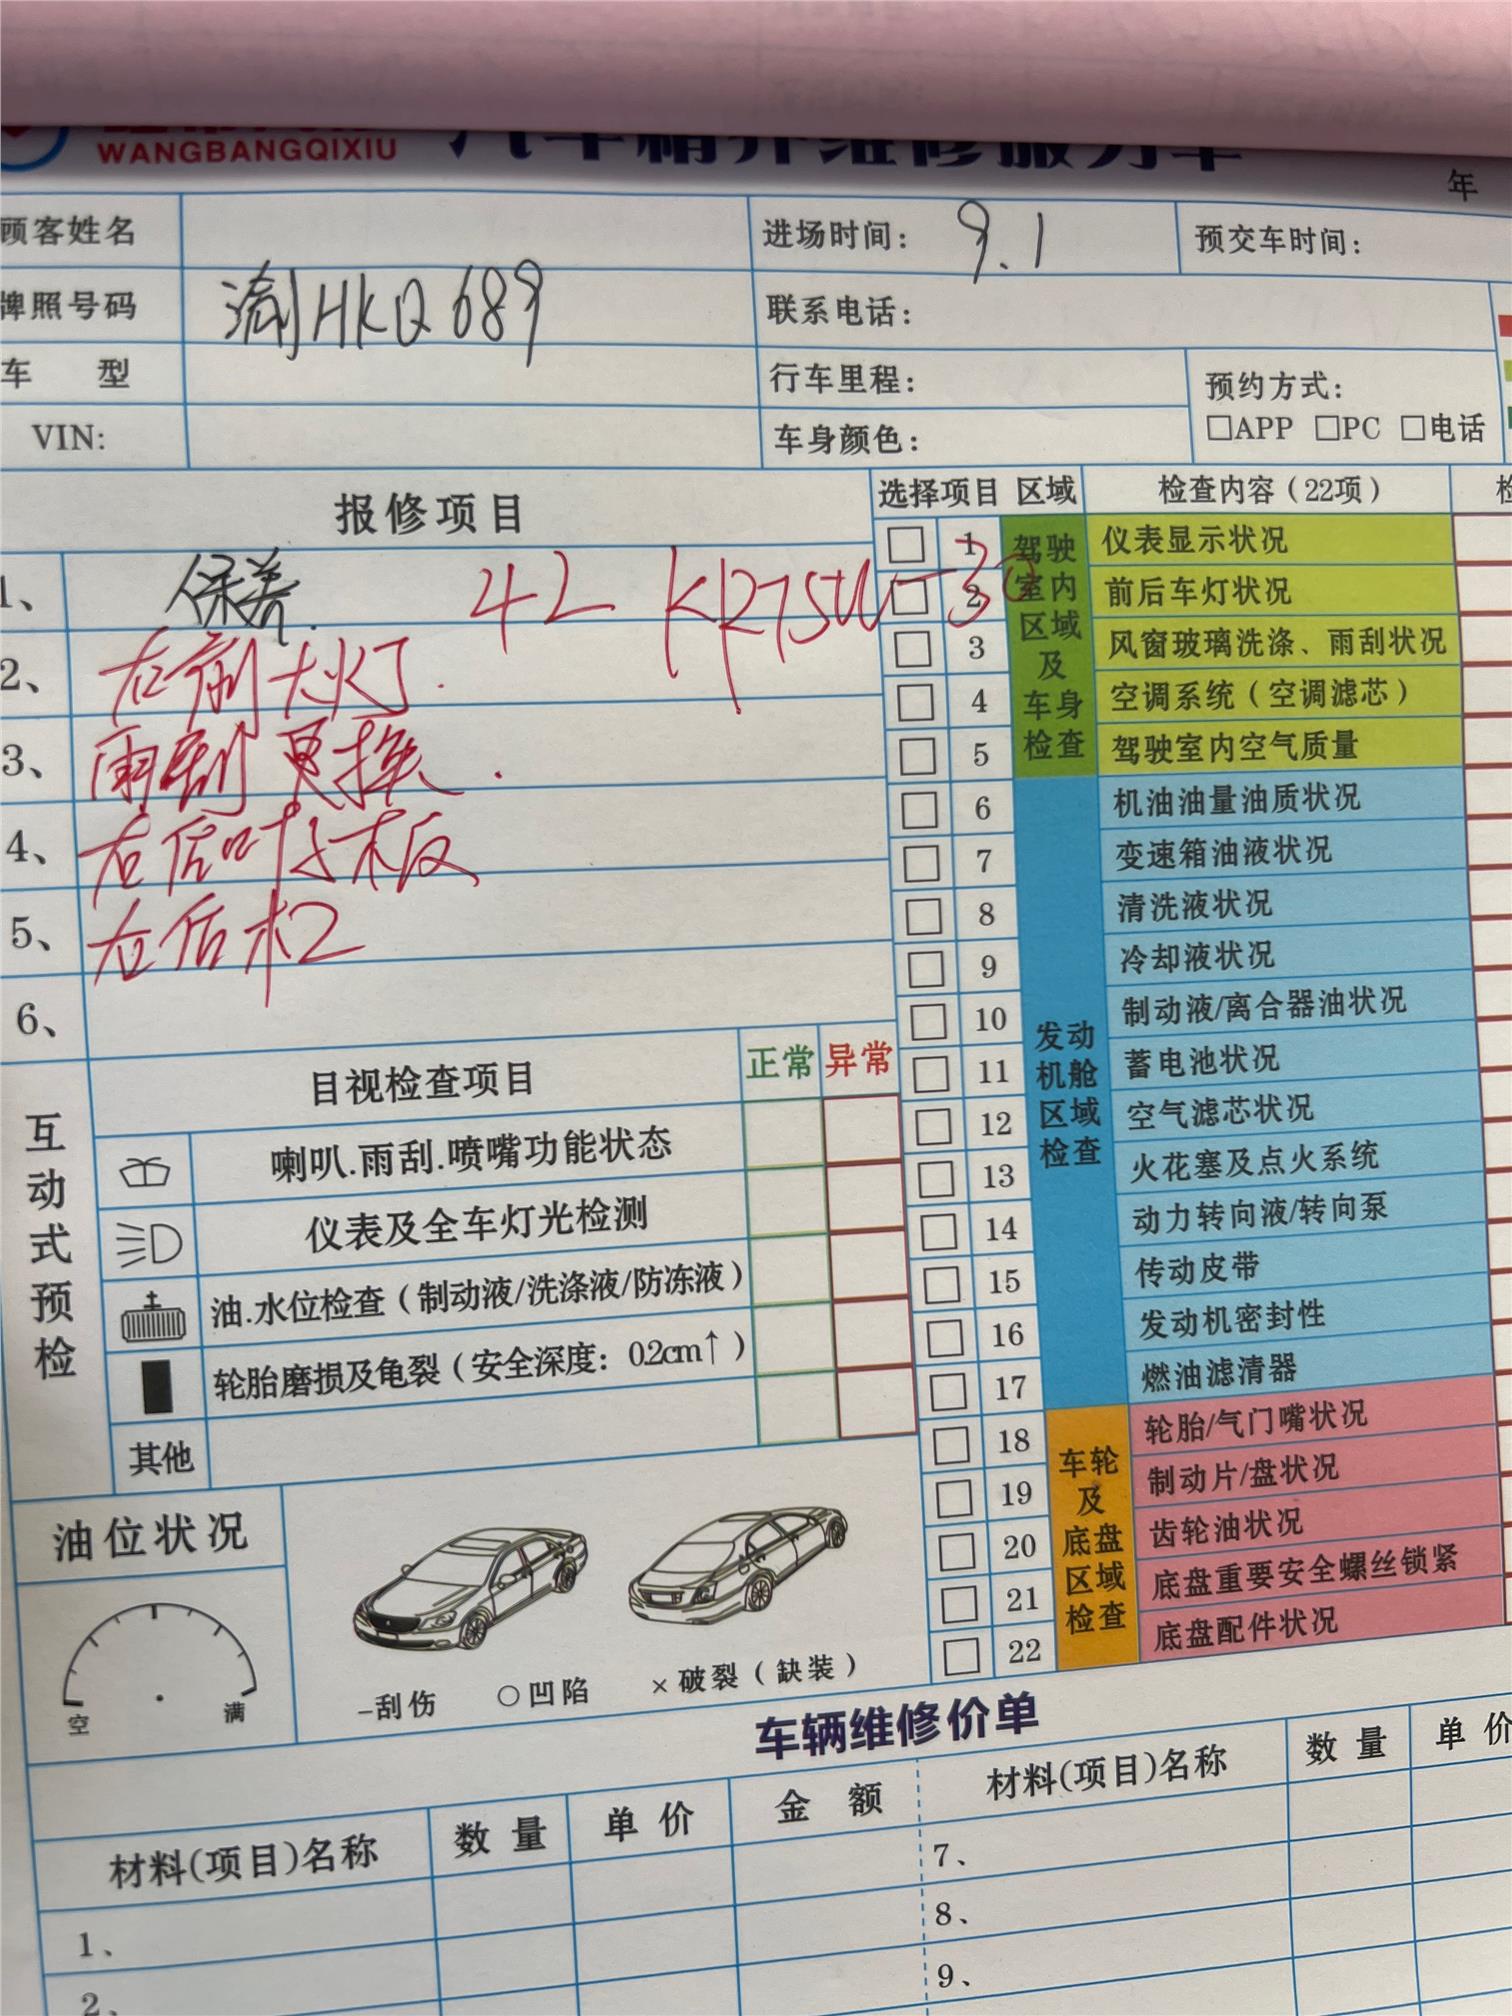 WANGBANGQIXIU
汽车精养维修服务单
年
顾客姓名
进场时间： 9.1
预交车时间：
牌照号码 渝HKQ689
联系电话：
车 型
行车里程：
预约方式：
□APP □PC □电话
VIN:
车身颜色：
报修项目
1、 保养. 4L KR75W-30
2、 右前大灯.
3、 雨刮更换.
4、 右后叶子板
5、 右后杠
6、
选择项目 区域 检查内容（22项）
驾驶室内区域及车身检查
1 仪表显示状况
2 前后车灯状况
3 风窗玻璃洗涤、雨刮状况
4 空调系统（空调滤芯）
5 驾驶室内空气质量
发动机舱区域检查
6 机油油量油质状况
7 变速箱油液状况
8 清洗液状况
9 冷却液状况
10 制动液/离合器油状况
11 蓄电池状况
12 空气滤芯状况
13 火花塞及点火系统
14 动力转向液/转向泵
15 传动皮带
16 发动机密封性
17 燃油滤清器
车轮及底盘区域检查
18 轮胎/气门嘴状况
19 制动片/盘状况
20 齿轮油状况
21 底盘重要安全螺丝锁紧
22 底盘配件状况
互动式预检
目视检查项目 正常 异常
喇叭.雨刮.喷嘴功能状态
仪表及全车灯光检测
油.水位检查（制动液/洗涤液/防冻液）
轮胎磨损及龟裂（安全深度：0.2cm↑）
其他
油位状况
空 满
-刮伤 ○凹陷 ×破裂（缺装）
车辆维修价单
材料(项目)名称 数 量 单 价 金 额 材料(项目)名称 数 量 单 价
1、
2、
7、
8、
9、